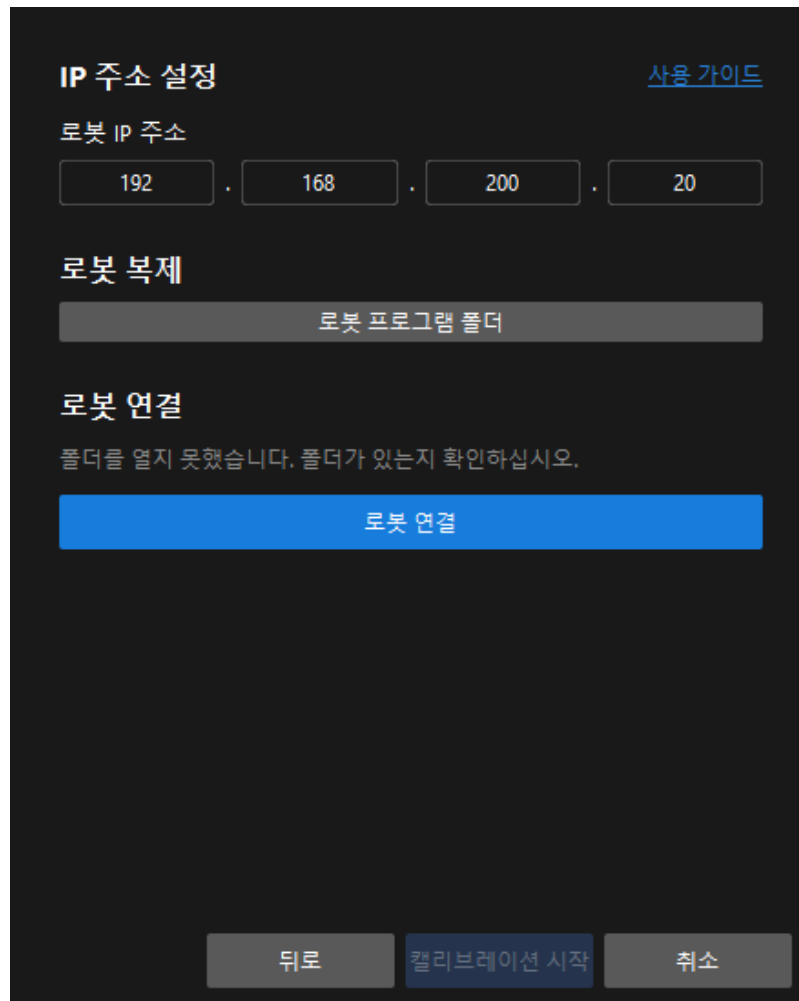 IP 주소 설정 사용 가이드
로봇 IP 주소
192 . 168 . 200 . 20
로봇 복제
로봇 프로그램 폴더
로봇 연결
폴더를 열지 못했습니다. 폴더가 있는지 확인하십시오.
로봇 연결
뒤로 캘리브레이션 시작 취소